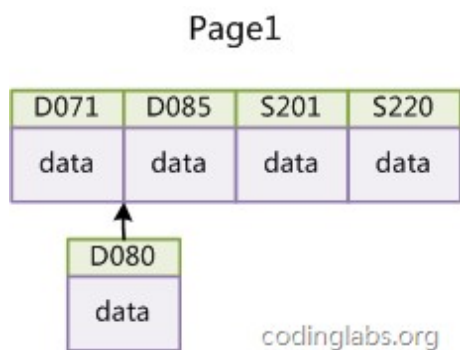 Page1
D071 D085 S201 S220
data data data data
D080
data
codinglabs.org